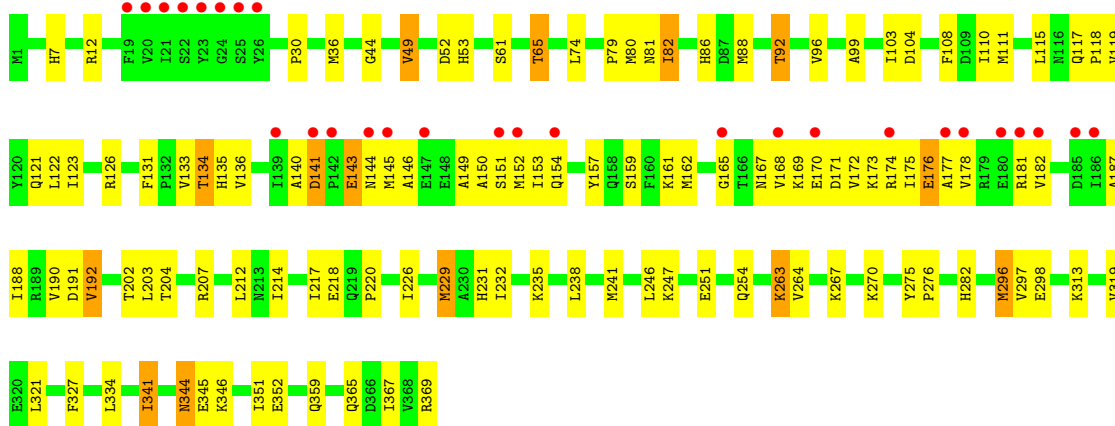 M1 H7 R12 F19 V20 I21 S22 Y23 G24 S25 Y26 P30 M36 G44 V49 D52 H53 S61 T65 L74 P79 M80 N81 I82 H86 D87 M88 T92 V96 A99 I103 D104 F108 D109 I110 M111 L115 N116 Q117 P118
Y120 Q121 L122 I123 R126 F131 P132 V133 T134 H135 V136 I139 A140 D141 P142 E143 N144 M145 A146 E147 E148 A149 A150 S151 M152 I153 Q154 Y157 Q158 S159 F160 K161 M162 G165 T166 N167 V168 K169 E170 D171 V172 K173 R174 I175 E176 A177 V178 R179 E180 R181 V182 D185 I186 A187
I188 R189 V190 D191 V192 T202 L203 T204 R207 L212 N213 I214 I217 E218 Q219 P220 I226 M229 A230 H231 I232 K235 L238 M241 L246 K247 E251 Q254 K263 V264 K267 K270 Y275 P276 H282 M296 V297 E298 K313 V319
E320 L321 F327 L334 I341 N344 E345 K346 I351 E352 Q359 Q365 D366 I367 V368 R369